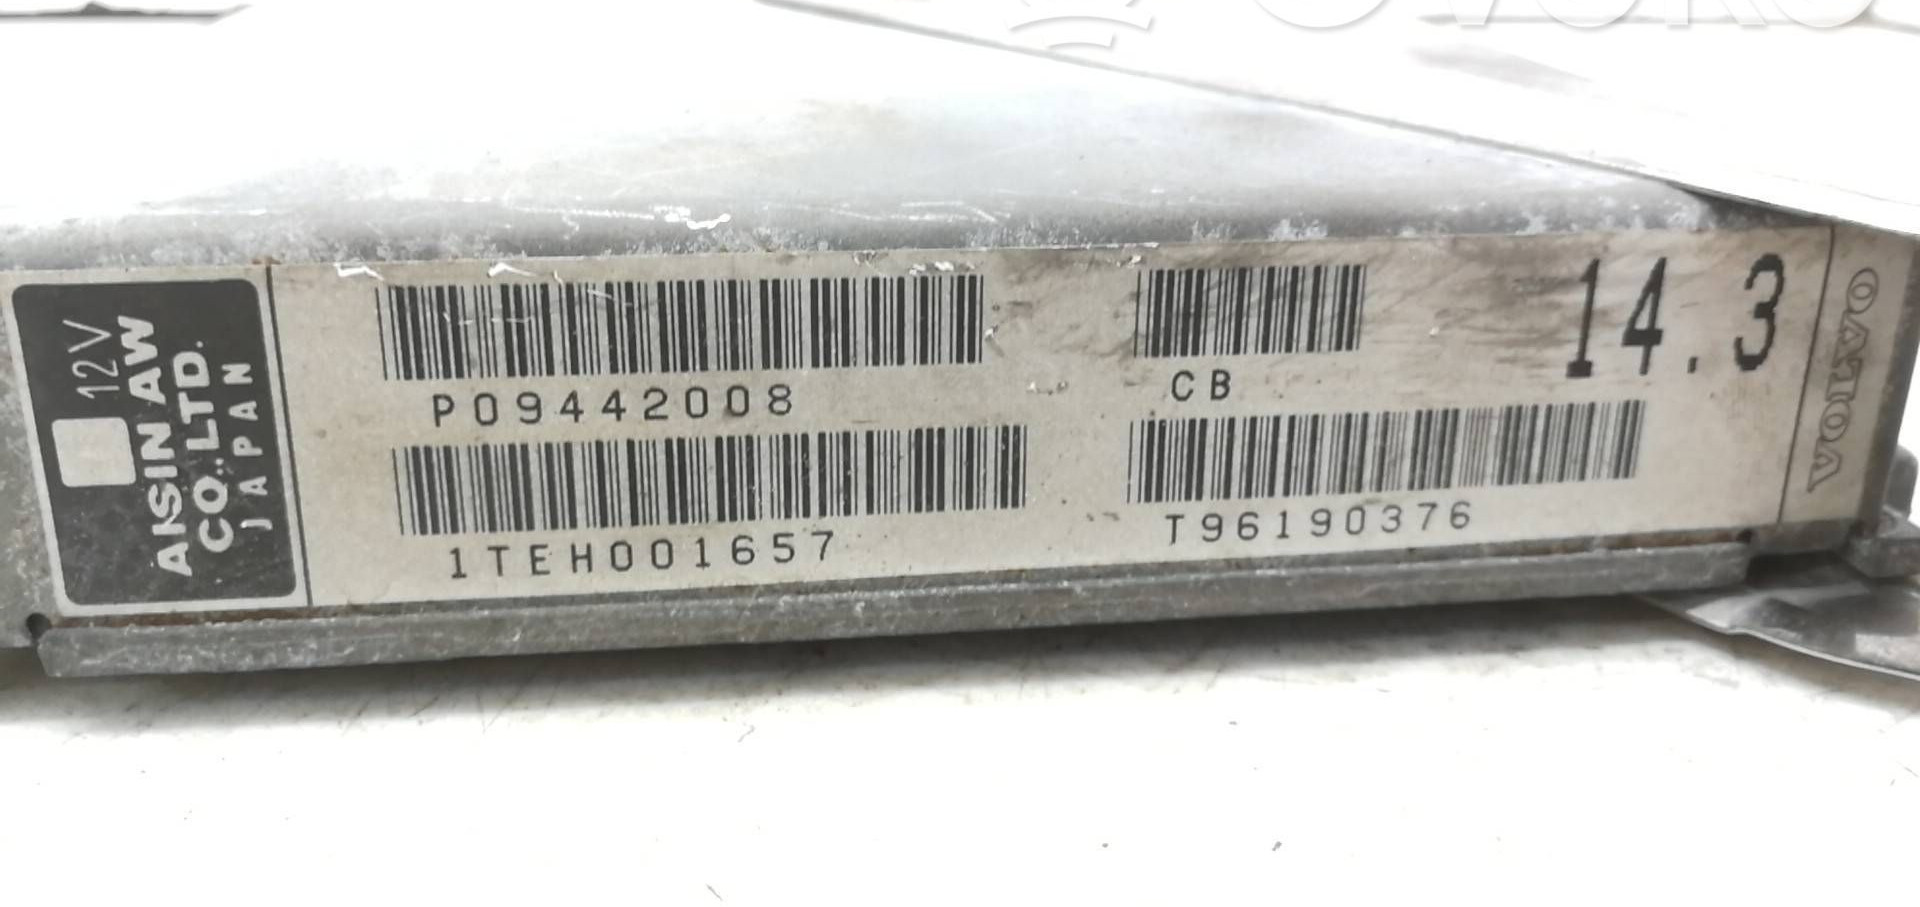 12V
AISIN AW
CO.,LTD.
JAPAN
P09442008
CB
14.3
1TEH001657
T96190376
VOLVO